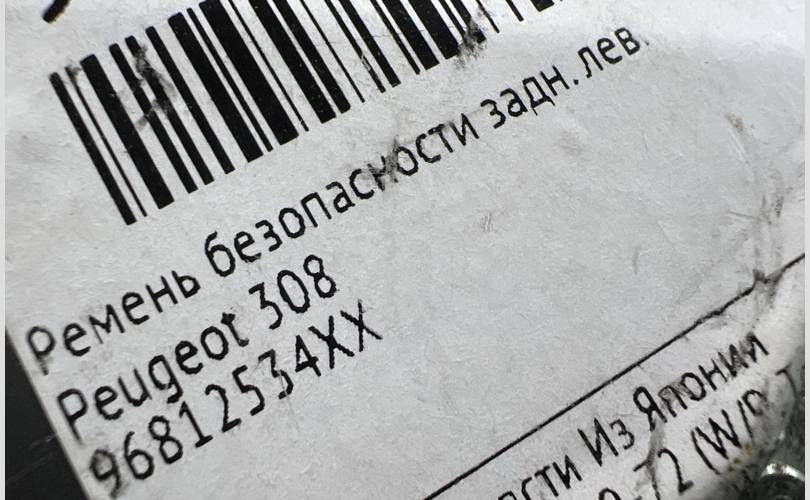 Ремень безопасности задн. лев.
Peugeot 308
96812534XX
Из Японии